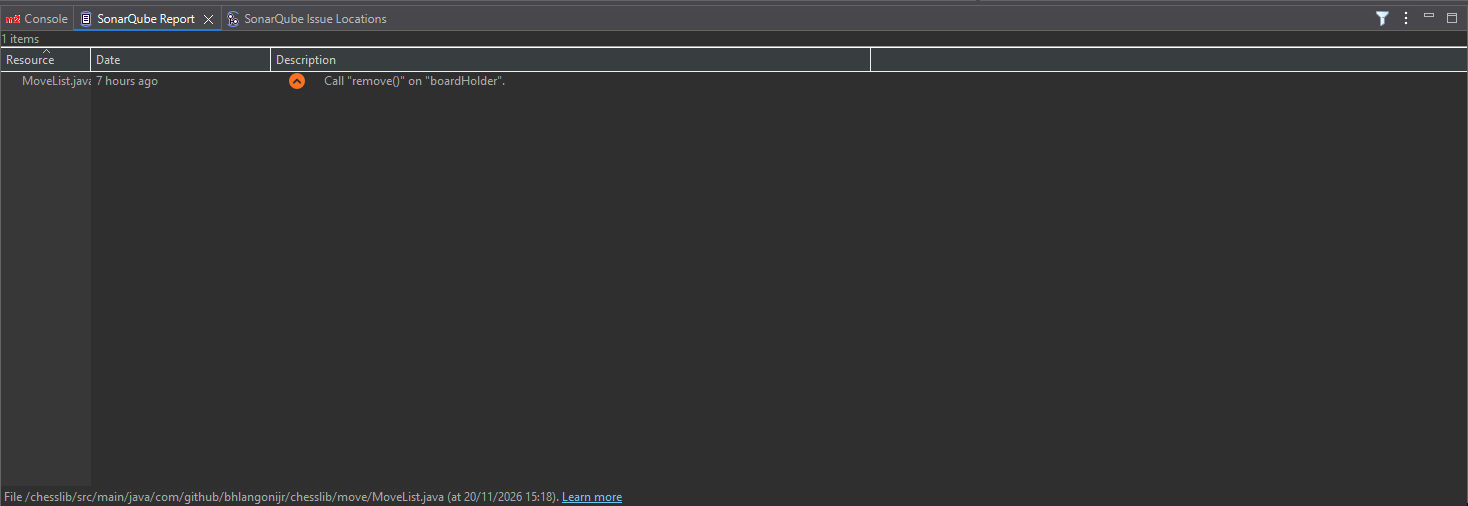 Console SonarQube Report SonarQube Issue Locations
1 items
Resource Date Description
MoveList.java 7 hours ago Call "remove()" on "boardHolder".
File /chesslib/src/main/java/com/github/bhlangonijr/chesslib/move/MoveList.java (at 20/11/2026 15:18). Learn more